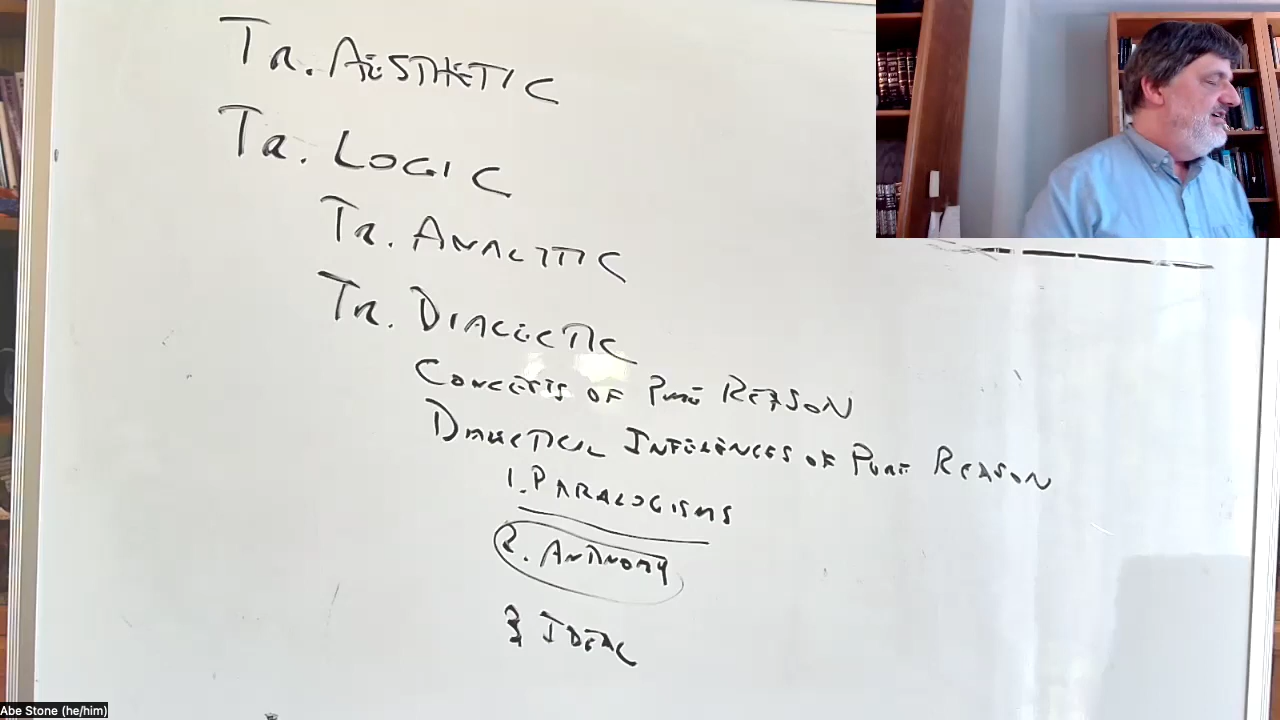 Tr. AESTHETIC
Tr. LOGIC
Tr. ANALYTIC
Tr. DIALECTIC
CONCEPTS OF PURE REASON
DIALECTICAL INFERENCES OF PURE REASON
1. PARALOGISMS
2. ANTINOMY
3 IDEAL
Abe Stone (he/him)